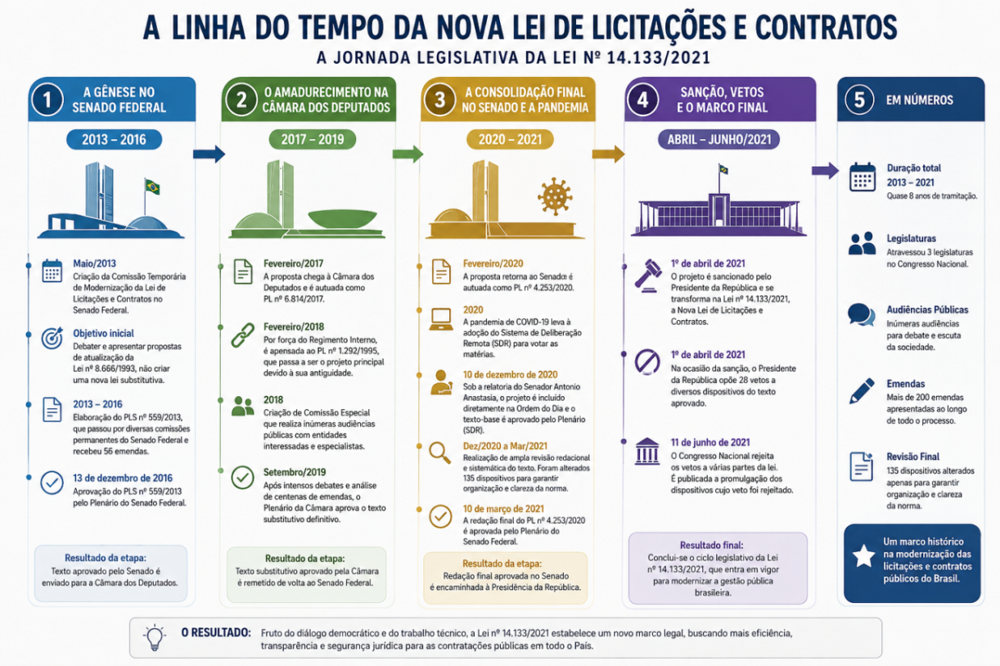 A LINHA DO TEMPO DA NOVA LEI DE LICITAÇÕES E CONTRATOS
A JORNADA LEGISLATIVA DA LEI Nº 14.133/2021
1
A GÊNESE NO
SENADO FEDERAL
2013 – 2016
Maio/2013
Criação da Comissão Temporária
de Modernização da Lei de
Licitações e Contratos no
Senado Federal.
Objetivo inicial
Debater e apresentar propostas
de atualização da
Lei nº 8.666/1993, não criar
uma nova lei substitutiva.
2013 – 2016
Elaboração do PLS nº 559/2013,
que passou por diversas comissões
permanentes do Senado Federal e
recebeu 56 emendas.
13 de dezembro de 2016
Aprovação do PLS nº 559/2013
pelo Plenário do Senado Federal.
Resultado da etapa:
Texto aprovado pelo Senado é
enviado para a Câmara dos Deputados.
2
O AMADURECIMENTO NA
CÂMARA DOS DEPUTADOS
2017 – 2019
Fevereiro/2017
A proposta chega à Câmara dos
Deputados e é autuada como
PL nº 6.814/2017.
Fevereiro/2018
Por força do Regimento Interno,
é apensada ao PL nº 1.292/1995,
que passa a ser o projeto principal
devido à sua antiguidade.
2018
Criação de Comissão Especial
que realiza inúmeras audiências
públicas com entidades
interessadas e especialistas.
Setembro/2019
Após intensos debates e análise
de centenas de emendas, o
Plenário da Câmara aprova o texto
substitutivo definitivo.
Resultado da etapa:
Texto substitutivo aprovado pela Câmara
é remetido de volta ao Senado Federal.
3
A CONSOLIDAÇÃO FINAL
NO SENADO E A PANDEMIA
2020 – 2021
Fevereiro/2020
A proposta retorna ao Senado e é
autuada como PL nº 4.253/2020.
2020
A pandemia de COVID-19 leva à
adoção do Sistema de Deliberação
Remota (SDR) para votar as
matérias.
10 de dezembro de 2020
Sob a relatoria do Senador Antonio
Anastasia, o projeto é incluído
diretamente na Ordem do Dia e o
texto-base é aprovado pelo Plenário
(SDR).
Dez/2020 a Mar/2021
Realização de ampla revisão redacional
e sistemática do texto. Foram alterados
135 dispositivos para garantir
organização e clareza da norma.
10 de março de 2021
A redação final do PL nº 4.253/2020
é aprovada pelo Plenário do
Senado Federal.
Resultado da etapa:
Redação final aprovada no Senado
é encaminhada à Presidência da República.
4
SANÇÃO, VETOS
E O MARCO FINAL
ABRIL – JUNHO/2021
1º de abril de 2021
O projeto é sancionado pelo
Presidente da República e se
transforma na Lei nº 14.133/2021,
a Nova Lei de Licitações e
Contratos.
1º de abril de 2021
Na ocasião da sanção, o Presidente
da República opõe 28 vetos a
diversos dispositivos do texto
aprovado.
11 de junho de 2021
O Congresso Nacional rejeita
os vetos a várias partes da lei.
É publicada a promulgação dos
dispositivos cujo veto foi rejeitado.
Resultado final:
Conclui-se o ciclo legislativo da Lei
nº 14.133/2021, que entra em vigor
para modernizar a gestão pública
brasileira.
5
EM NÚMEROS
Duração total
2013 – 2021
Quase 8 anos de tramitação.
Legislaturas
Atravessou 3 legislaturas
no Congresso Nacional.
Audiências Públicas
Inúmeras audiências
para debate e escuta
da sociedade.
Emendas
Mais de 200 emendas
apresentadas ao longo
de todo o processo.
Revisão Final
135 dispositivos alterados
apenas para garantir
organização e clareza
da norma.
Um marco histórico
na modernização das
licitações e contratos
públicos do Brasil.
O RESULTADO: Fruto do diálogo democrático e do trabalho técnico, a Lei nº 14.133/2021 estabelece um novo marco legal, buscando mais eficiência,
transparência e segurança jurídica para as contratações públicas em todo o País.